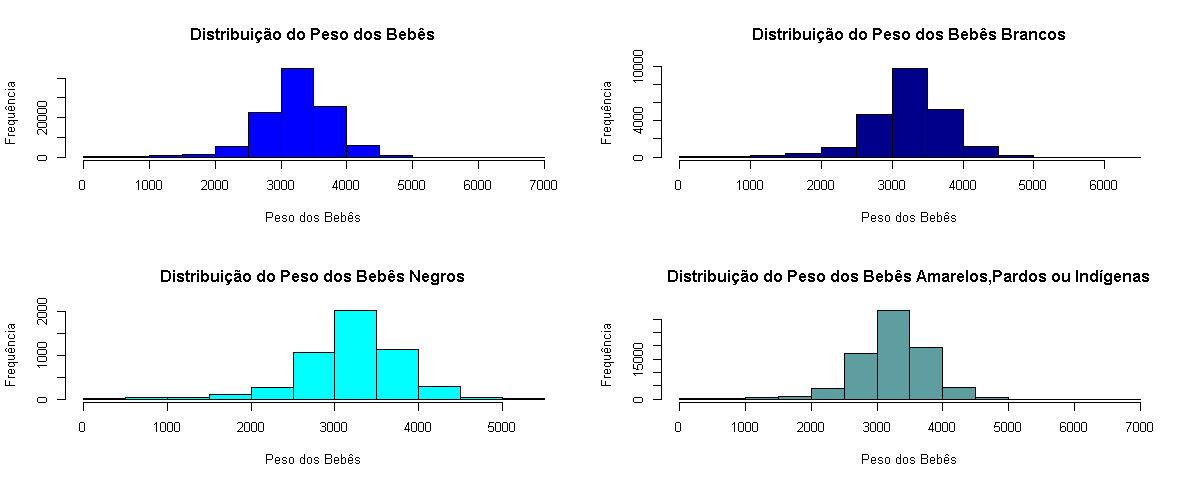 Distribuição do Peso dos Bebês
Frequência
20000
0
0 1000 2000 3000 4000 5000 6000 7000
Peso dos Bebês
Distribuição do Peso dos Bebês Brancos
Frequência
10000
4000
0
0 1000 2000 3000 4000 5000 6000
Peso dos Bebês
Distribuição do Peso dos Bebês Negros
Frequência
2000
1000
0
0 1000 2000 3000 4000 5000
Peso dos Bebês
Distribuição do Peso dos Bebês Amarelos,Pardos ou Indígenas
Frequência
15000
0
0 1000 2000 3000 4000 5000 6000 7000
Peso dos Bebês